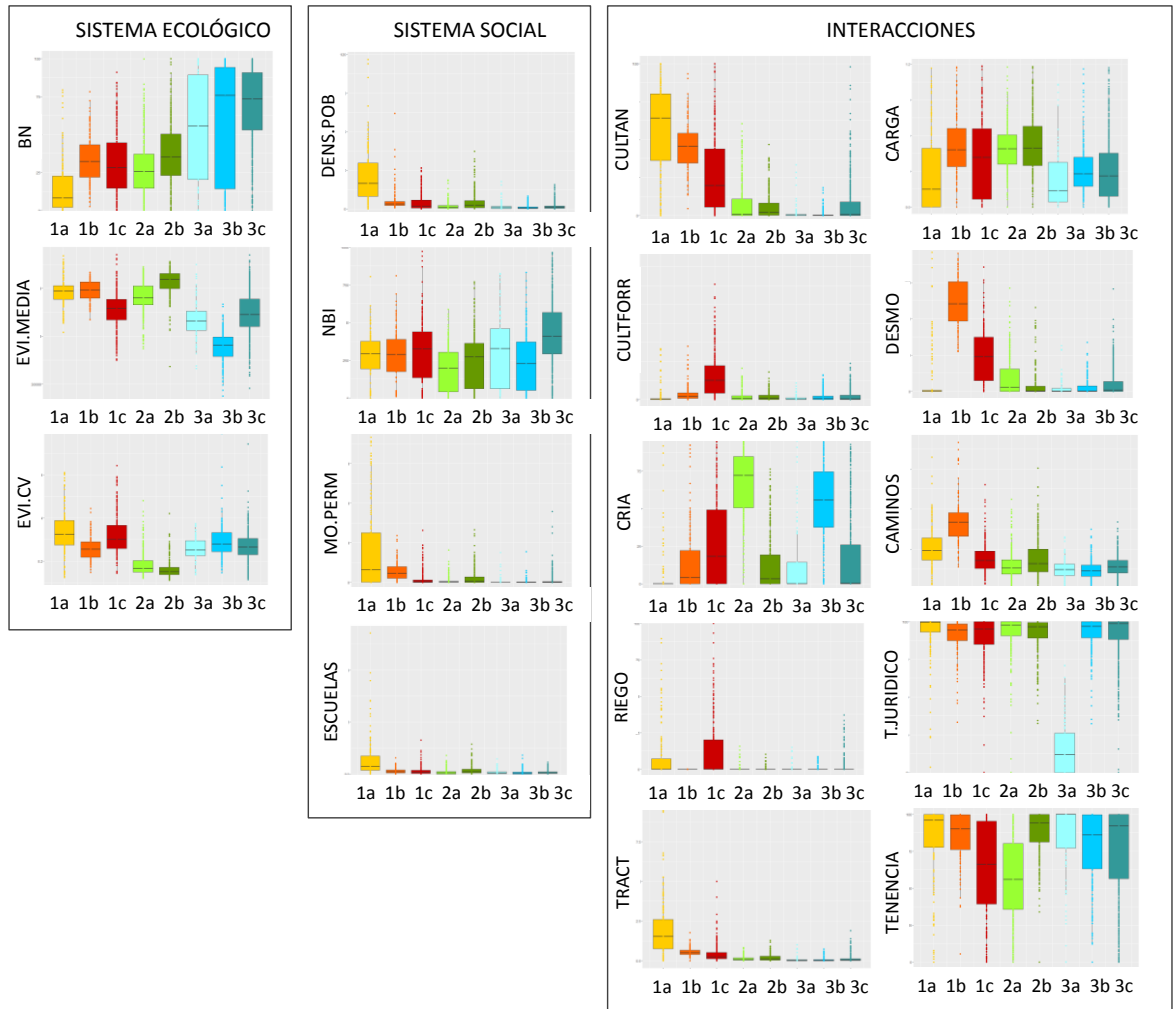 SISTEMA ECOLÓGICO
BN
1a 1b 1c 2a 2b 3a 3b 3c
EVI.MEDIA
1a 1b 1c 2a 2b 3a 3b 3c
EVI.CV
1a 1b 1c 2a 2b 3a 3b 3c
SISTEMA SOCIAL
DENS.POB
1a 1b 1c 2a 2b 3a 3b 3c
NBI
1a 1b 1c 2a 2b 3a 3b 3c
MO.PERM
1a 1b 1c 2a 2b 3a 3b 3c
ESCUELAS
1a 1b 1c 2a 2b 3a 3b 3c
INTERACCIONES
CULTAN
1a 1b 1c 2a 2b 3a 3b 3c
CARGA
1a 1b 1c 2a 2b 3a 3b 3c
CULTFORR
1a 1b 1c 2a 2b 3a 3b 3c
DESMO
1a 1b 1c 2a 2b 3a 3b 3c
CRIA
1a 1b 1c 2a 2b 3a 3b 3c
CAMINOS
1a 1b 1c 2a 2b 3a 3b 3c
RIEGO
1a 1b 1c 2a 2b 3a 3b 3c
T.JURIDICO
1a 1b 1c 2a 2b 3a 3b 3c
TRACT
1a 1b 1c 2a 2b 3a 3b 3c
TENENCIA
1a 1b 1c 2a 2b 3a 3b 3c